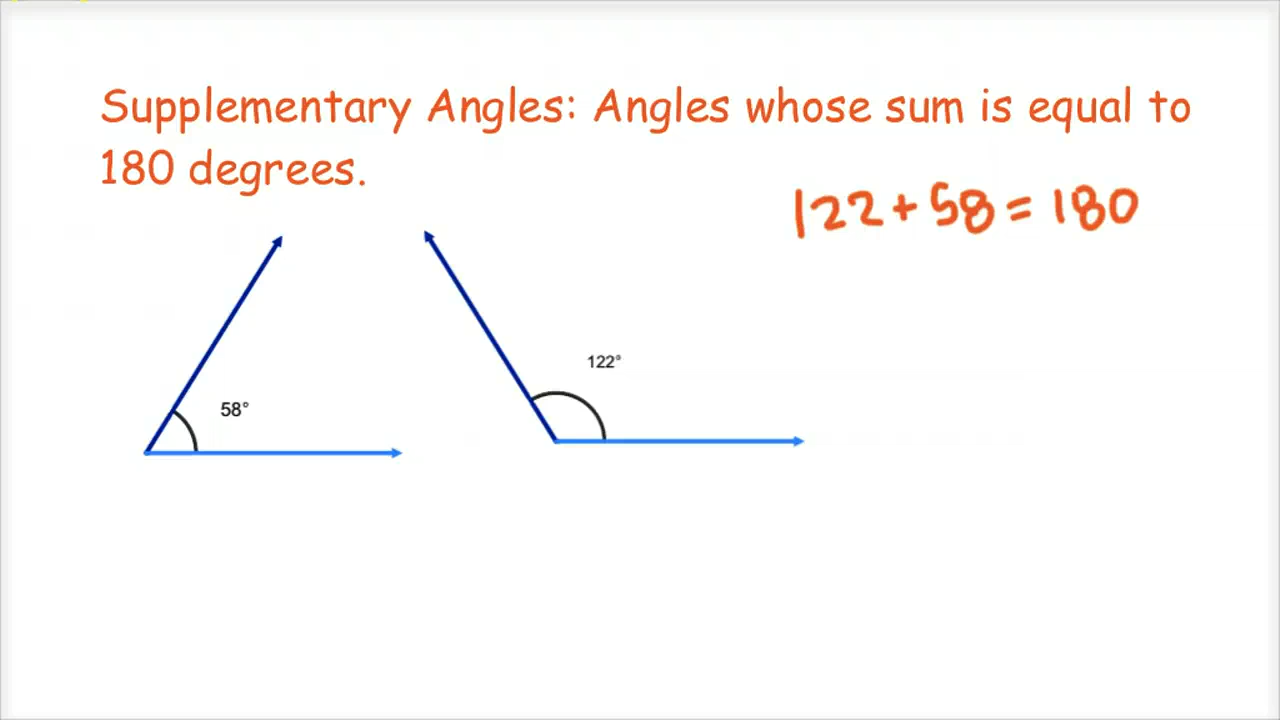 Supplementary Angles: Angles whose sum is equal to
180 degrees.
122 + 58 = 180
122°
58°